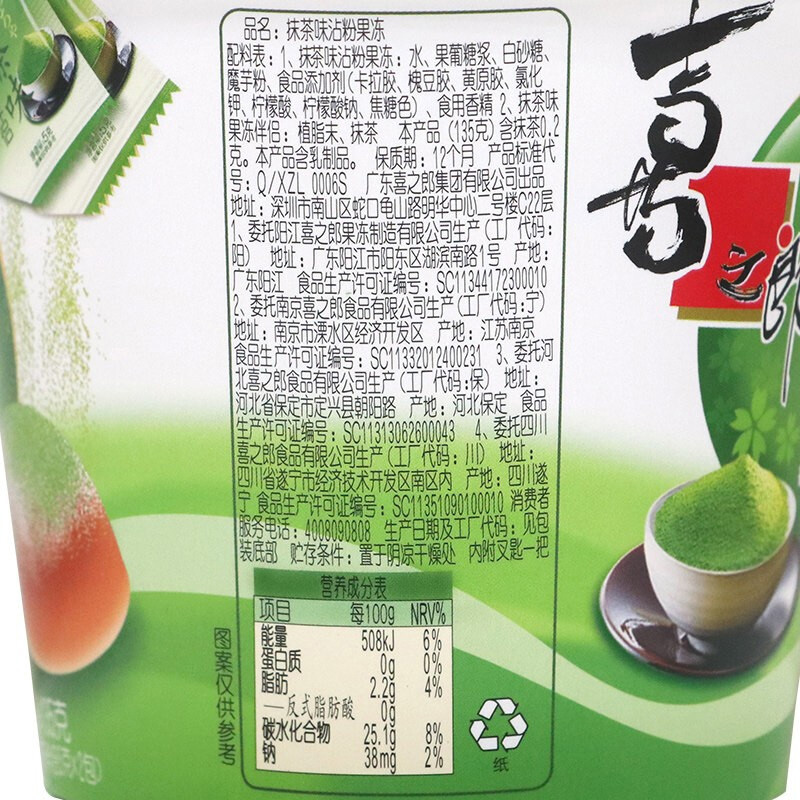 品名：抹茶味沾粉果冻
配料表：1、抹茶味沾粉果冻：水、果葡糖浆、白砂糖、
魔芋粉、食品添加剂(卡拉胶、槐豆胶、黄原胶、氯化
钾、柠檬酸、柠檬酸钠、焦糖色)、食用香精 2、抹茶味
果冻伴侣：植脂末、抹茶 本产品(135克)含抹茶0.2
克。本产品含乳制品。 保质期：12个月 产品标准代
号：Q/XZL 0006S 广东喜之郎集团有限公司出品
地址：深圳市南山区蛇口龟山路明华中心二号楼C22层
1、委托阳江喜之郎果冻制造有限公司生产(工厂代码：
阳) 地址：广东阳江市阳东区湖滨南路1号 产地：
广东阳江 食品生产许可证编号：SC11344172300010
2、委托南京喜之郎食品有限公司生产(工厂代码:宁)
地址：南京市溧水区经济开发区 产地：江苏南京
食品生产许可证编号：SC11332012400231 3、委托河
北喜之郎食品有限公司生产(工厂代码:保) 地址：
河北省保定市定兴县朝阳路 产地：河北保定 食品
生产许可证编号：SC11313062600043 4、委托四川
喜之郎食品有限公司生产(工厂代码：川) 地址：
四川省遂宁市经济技术开发区南区内 产地：四川遂
宁 食品生产许可证编号：SC11351090100010 消费者
服务电话：4008090808 生产日期及工厂代码：见包
装底部 贮存条件：置于阴凉干燥处 内附叉匙一把
营养成分表
项目 每100g NRV%
能量 508kJ 6%
蛋白质 0g 0%
脂肪 2.2g 4%
——反式脂肪酸 0g
碳水化合物 25.1g 8%
钠 38mg 2%
图案仅供参考
纸
喜之郎